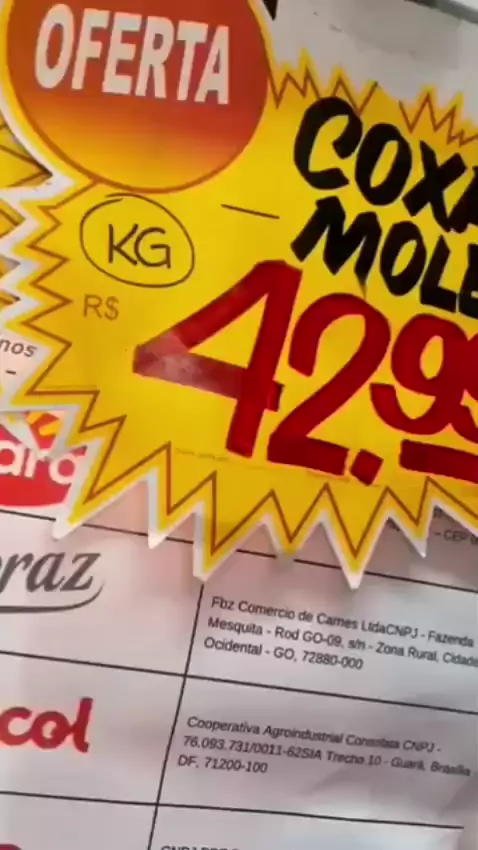 OFERTA
COXA
MOLE
KG
R$
42,99
nos
ara
raz
Fbz Comercio de Carnes LtdaCNPJ - Fazenda
Mesquita - Rod GO-09, s/n - Zona Rural, Cidade
Ocidental - GO, 72880-000
col
Cooperativa Agroindustrial Consolata CNPJ -
76.093.731/0011-62SIA Trecho 10 - Guará, Brasília -
DF, 71200-100